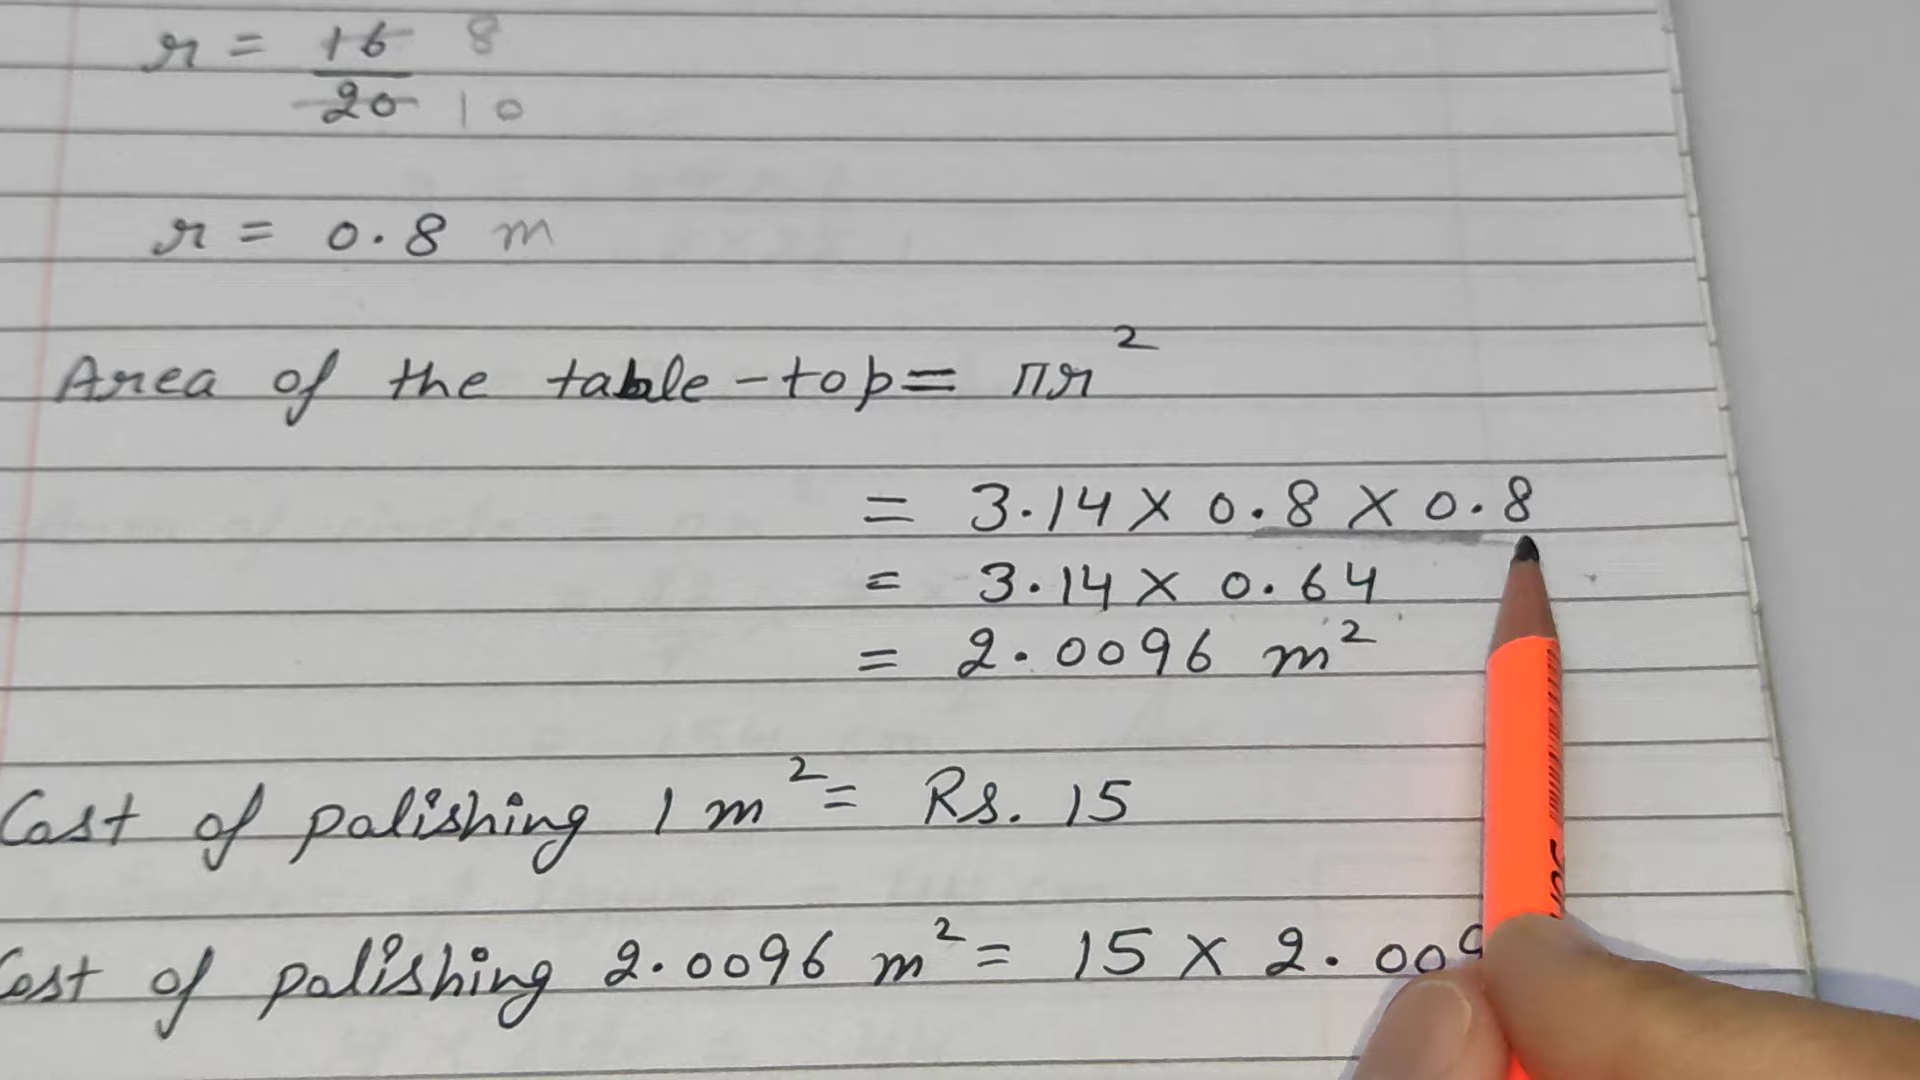 r = 16/20 8/10
r = 0.8 m
Area of the table-top = πr²
= 3.14 X 0.8 X 0.8
= 3.14 X 0.64
= 2.0096 m²
Cost of polishing 1 m² = Rs. 15
Cost of polishing 2.0096 m² = 15 X 2.009